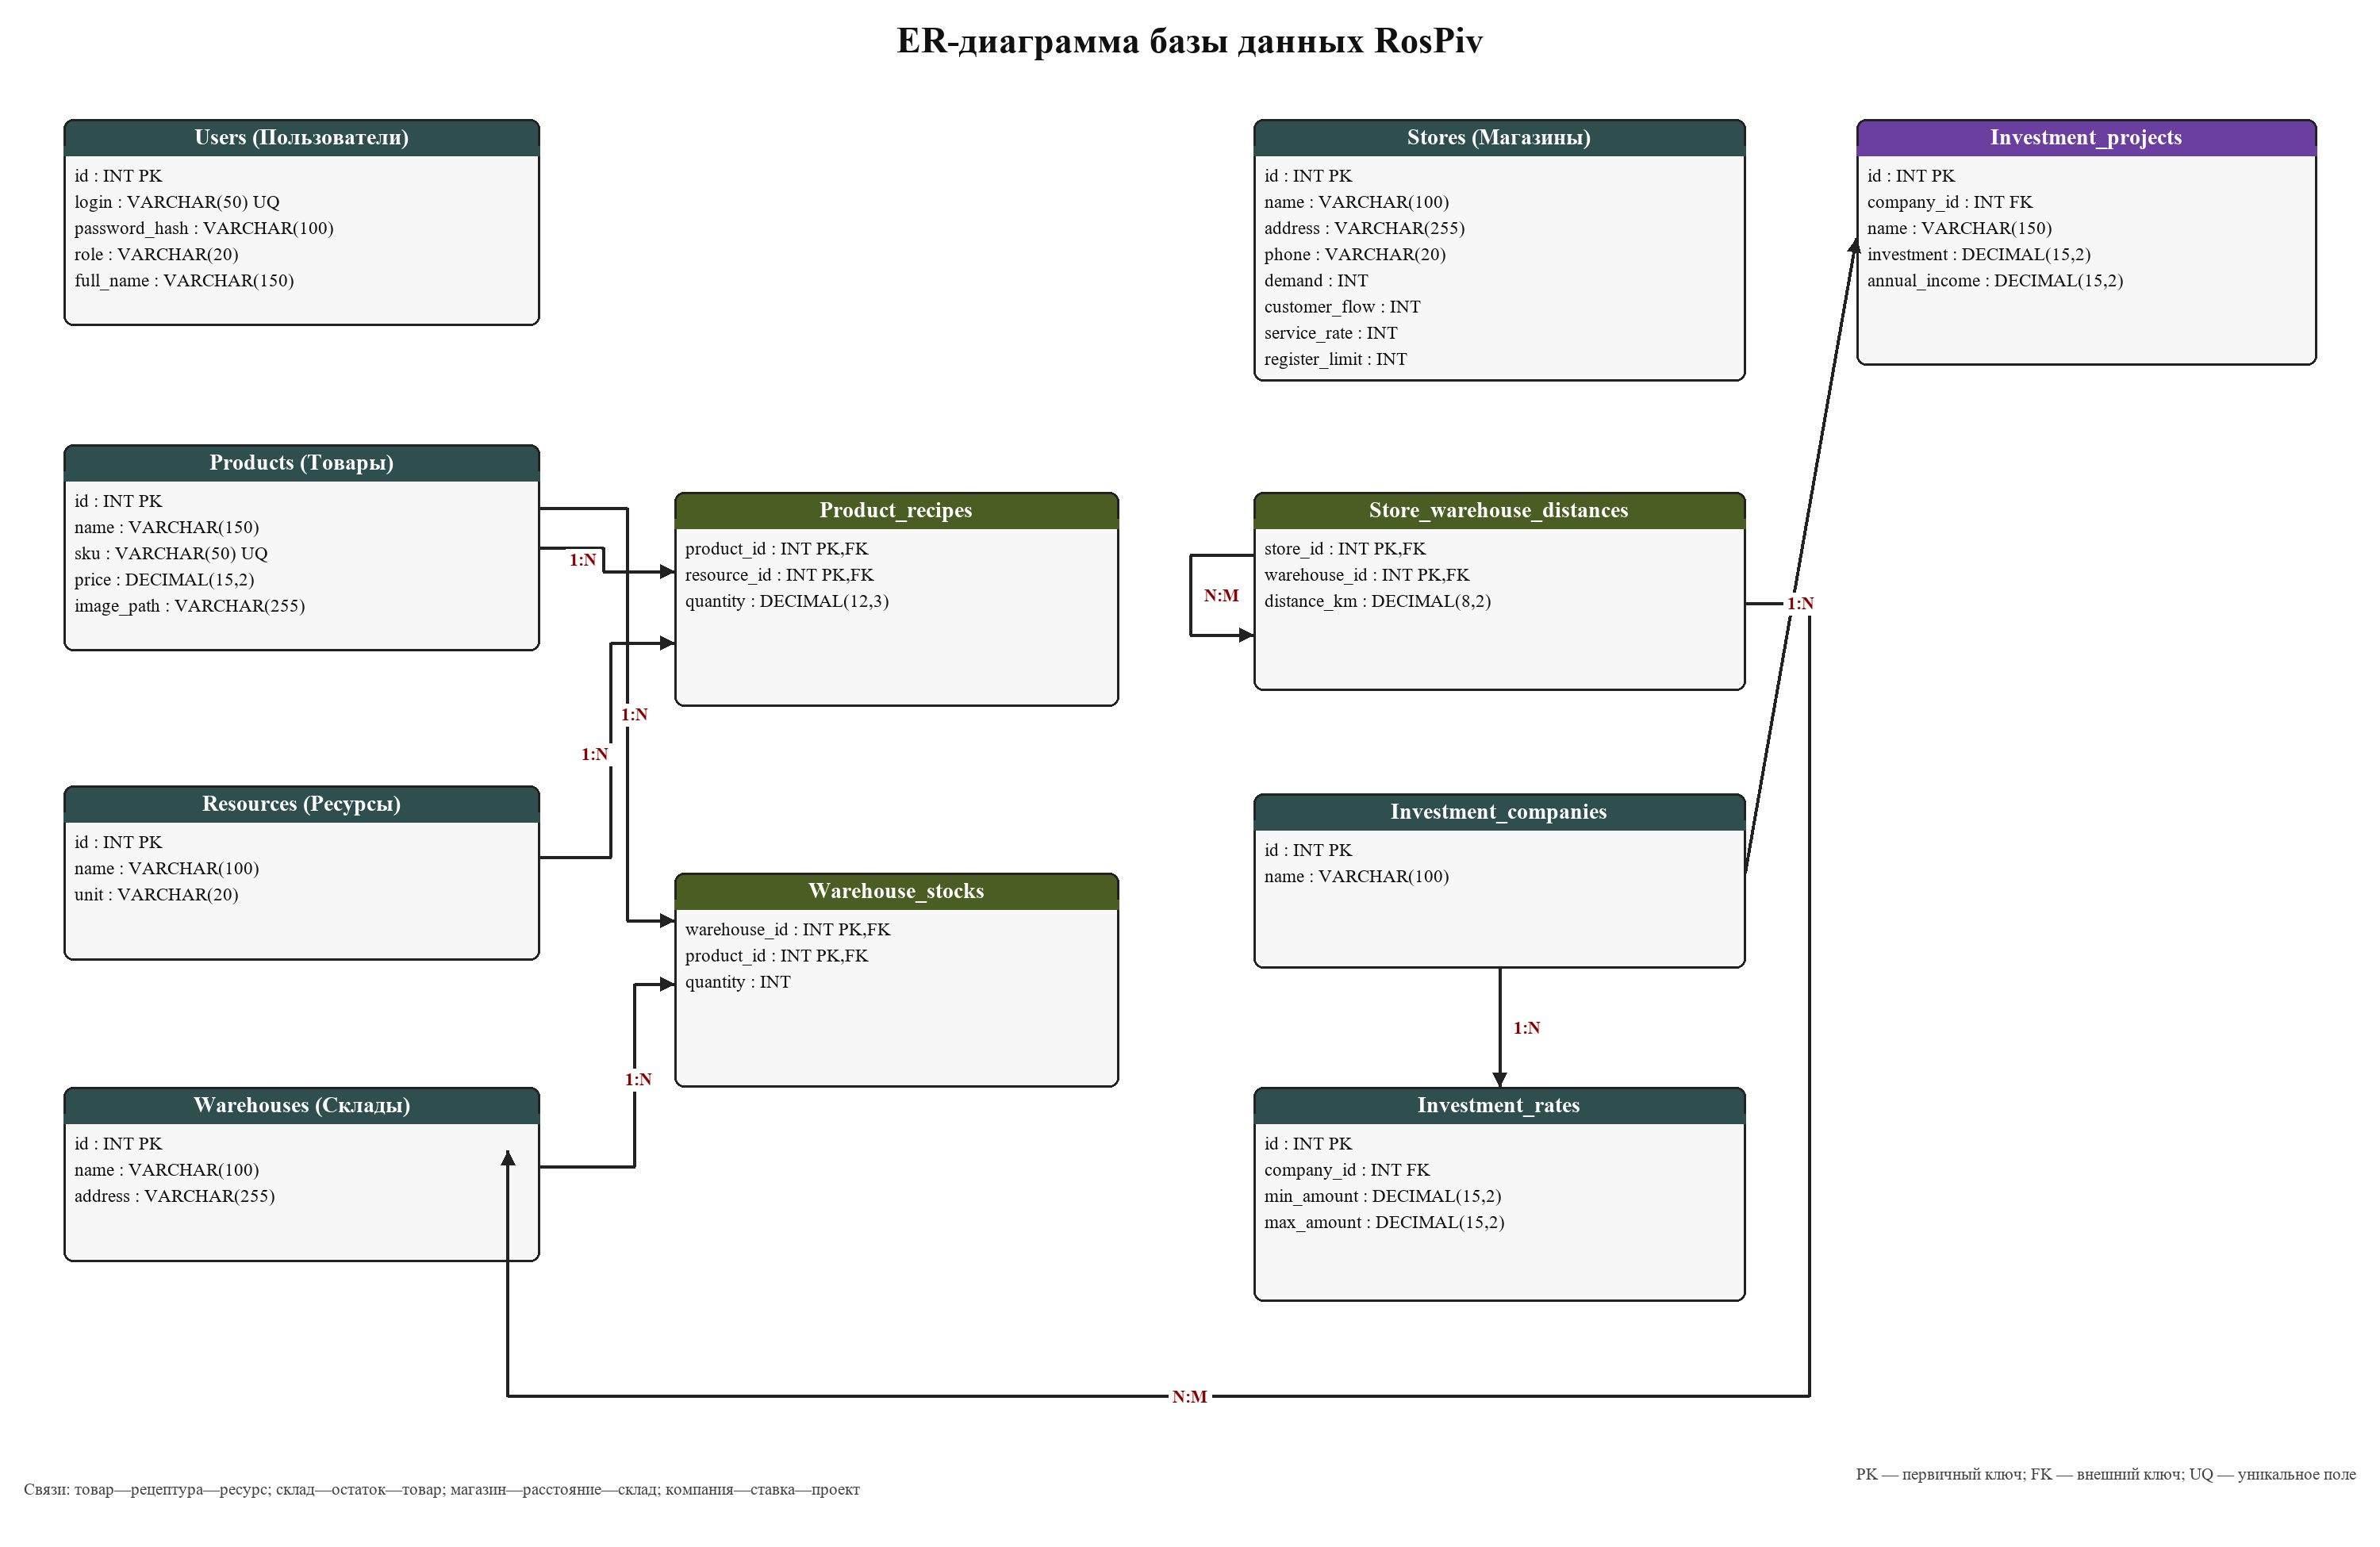 ER-диаграмма базы данных RosPiv
Users (Пользователи)
id : INT PK
login : VARCHAR(50) UQ
password_hash : VARCHAR(100)
role : VARCHAR(20)
full_name : VARCHAR(150)
Stores (Магазины)
id : INT PK
name : VARCHAR(100)
address : VARCHAR(255)
phone : VARCHAR(20)
demand : INT
customer_flow : INT
service_rate : INT
register_limit : INT
Investment_projects
id : INT PK
company_id : INT FK
name : VARCHAR(150)
investment : DECIMAL(15,2)
annual_income : DECIMAL(15,2)
Products (Товары)
id : INT PK
name : VARCHAR(150)
sku : VARCHAR(50) UQ
price : DECIMAL(15,2)
image_path : VARCHAR(255)
1:N
Product_recipes
product_id : INT PK,FK
resource_id : INT PK,FK
quantity : DECIMAL(12,3)
Store_warehouse_distances
store_id : INT PK,FK
warehouse_id : INT PK,FK
distance_km : DECIMAL(8,2)
N:M
1:N
1:N
1:N
Resources (Ресурсы)
id : INT PK
name : VARCHAR(100)
unit : VARCHAR(20)
Warehouse_stocks
warehouse_id : INT PK,FK
product_id : INT PK,FK
quantity : INT
Investment_companies
id : INT PK
name : VARCHAR(100)
1:N
1:N
Warehouses (Склады)
id : INT PK
name : VARCHAR(100)
address : VARCHAR(255)
Investment_rates
id : INT PK
company_id : INT FK
min_amount : DECIMAL(15,2)
max_amount : DECIMAL(15,2)
N:M
PK — первичный ключ; FK — внешний ключ; UQ — уникальное поле
Связи: товар—рецептура—ресурс; склад—остаток—товар; магазин—расстояние—склад; компания—ставка—проект